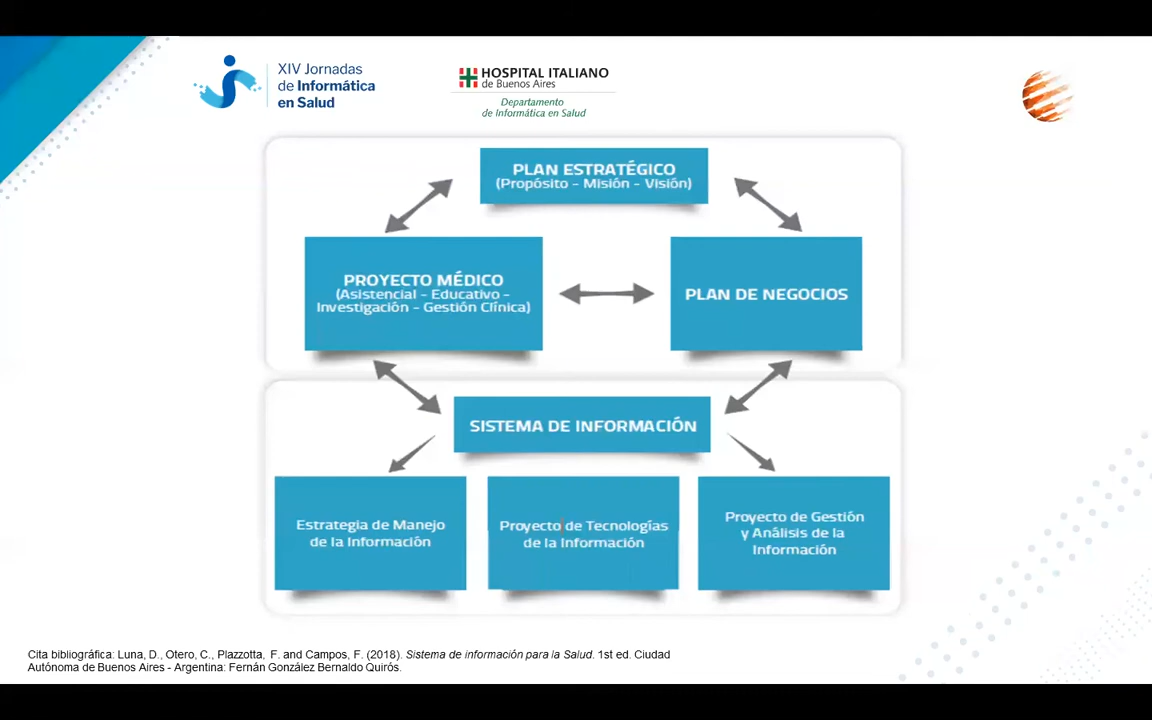 XIV Jornadas
de Informática
en Salud
HOSPITAL ITALIANO
de Buenos Aires
Departamento
de Informática en Salud
PLAN ESTRATÉGICO
(Propósito - Misión - Visión)
PROYECTO MÉDICO
(Asistencial - Educativo -
Investigación - Gestión Clínica)
PLAN DE NEGOCIOS
SISTEMA DE INFORMACIÓN
Estrategia de Manejo
de la Información
Proyecto de Tecnologías
de la Información
Proyecto de Gestión
y Análisis de la
Información
Cita bibliográfica: Luna, D., Otero, C., Plazzotta, F. and Campos, F. (2018). Sistema de información para la Salud. 1st ed. Ciudad
Autónoma de Buenos Aires - Argentina: Fernán González Bernaldo Quirós.